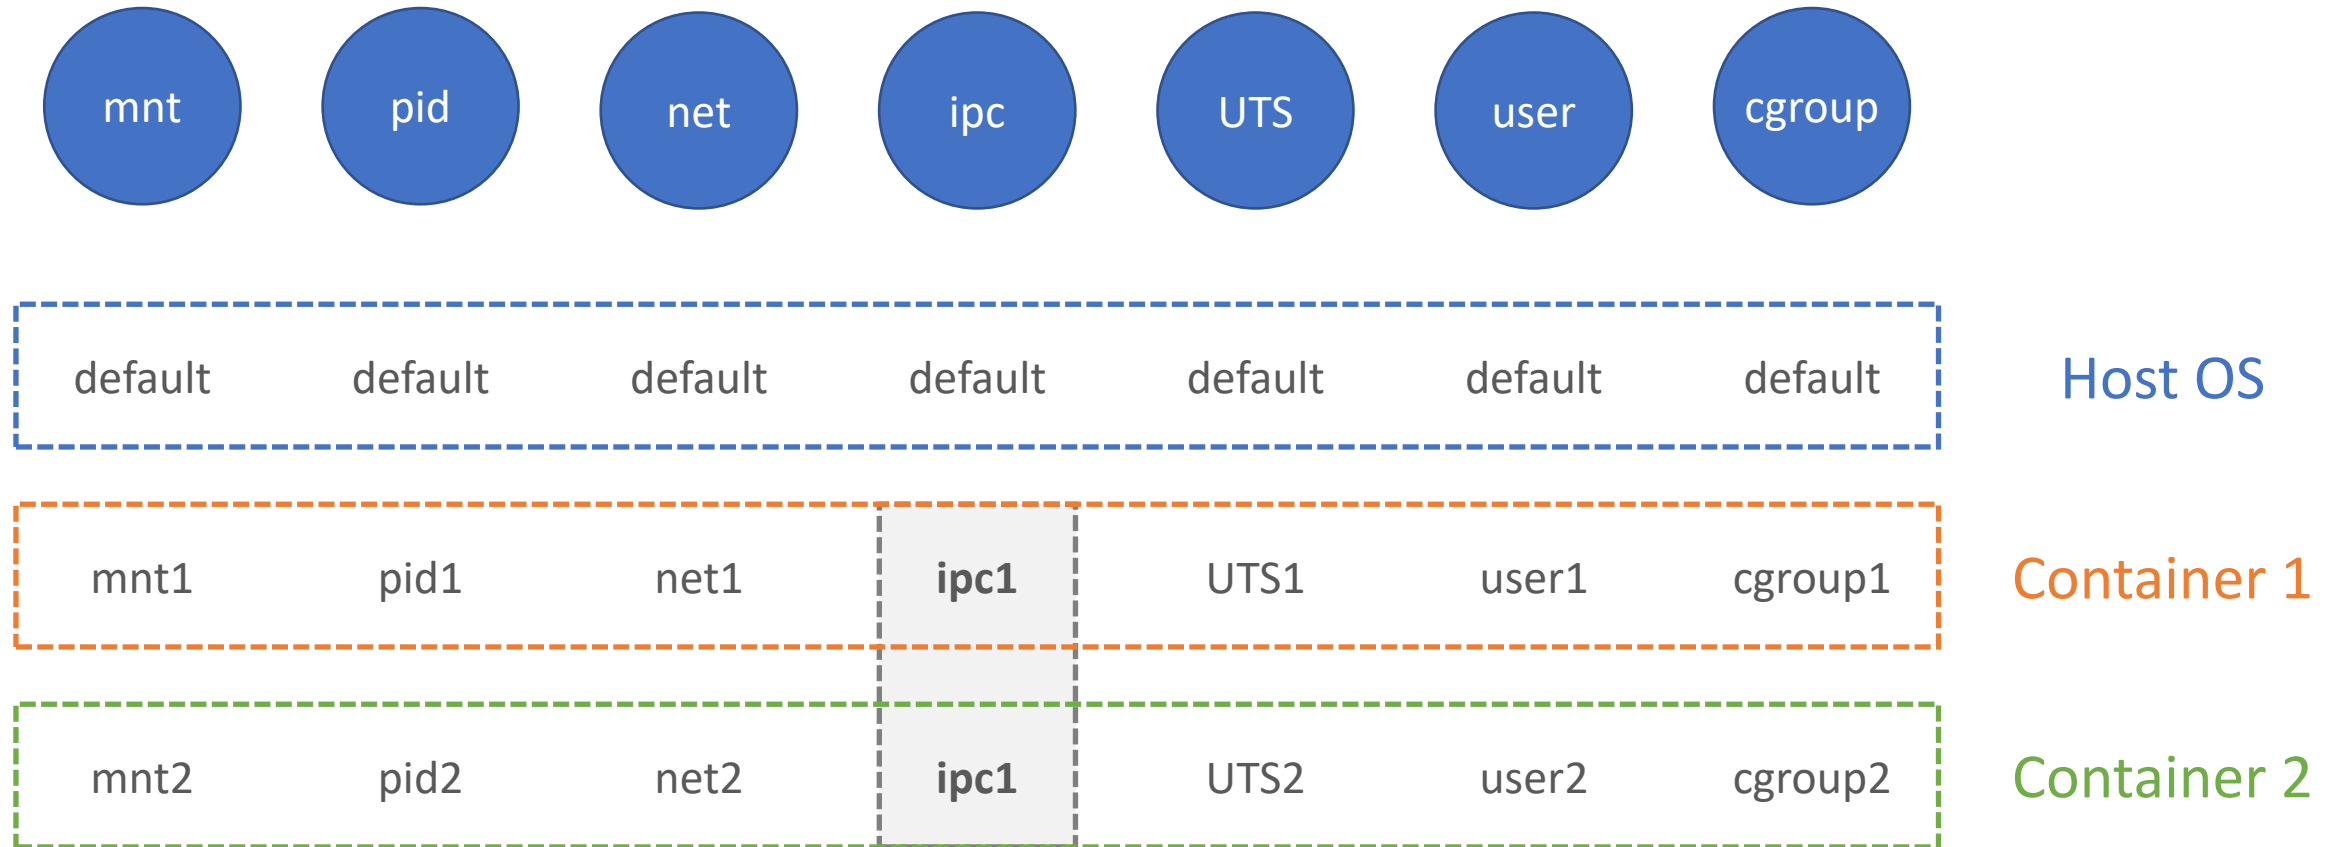 mnt pid net ipc UTS user cgroup
default default default default default default default Host OS
mnt1 pid1 net1 ipc1 UTS1 user1 cgroup1 Container 1
mnt2 pid2 net2 ipc1 UTS2 user2 cgroup2 Container 2